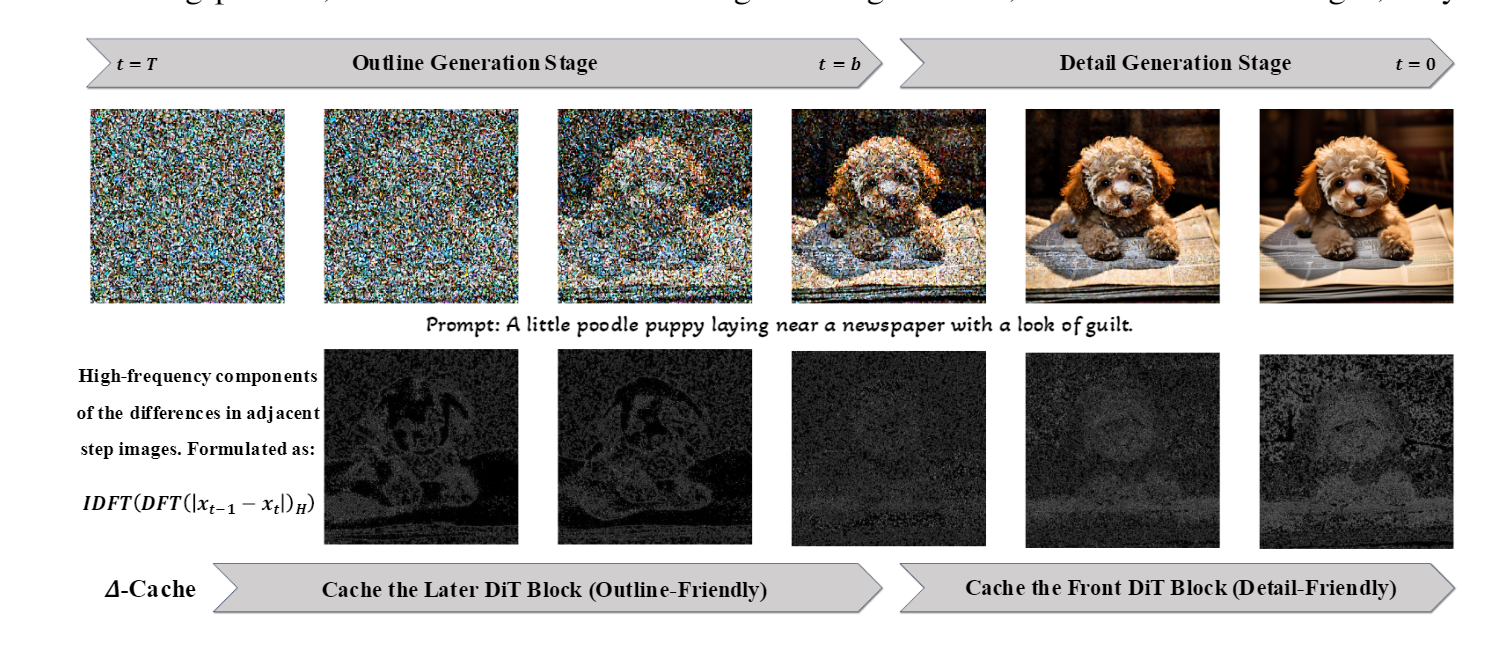 t = T
Outline Generation Stage
t = b
Detail Generation Stage
t = 0
Prompt: A little poodle puppy laying near a newspaper with a look of guilt.
High-frequency components
of the differences in adjacent
step images. Formulated as:
IDFT(DFT(|x_{t−1} − x_t|)_H)
Δ-Cache
Cache the Later DiT Block (Outline-Friendly)
Cache the Front DiT Block (Detail-Friendly)